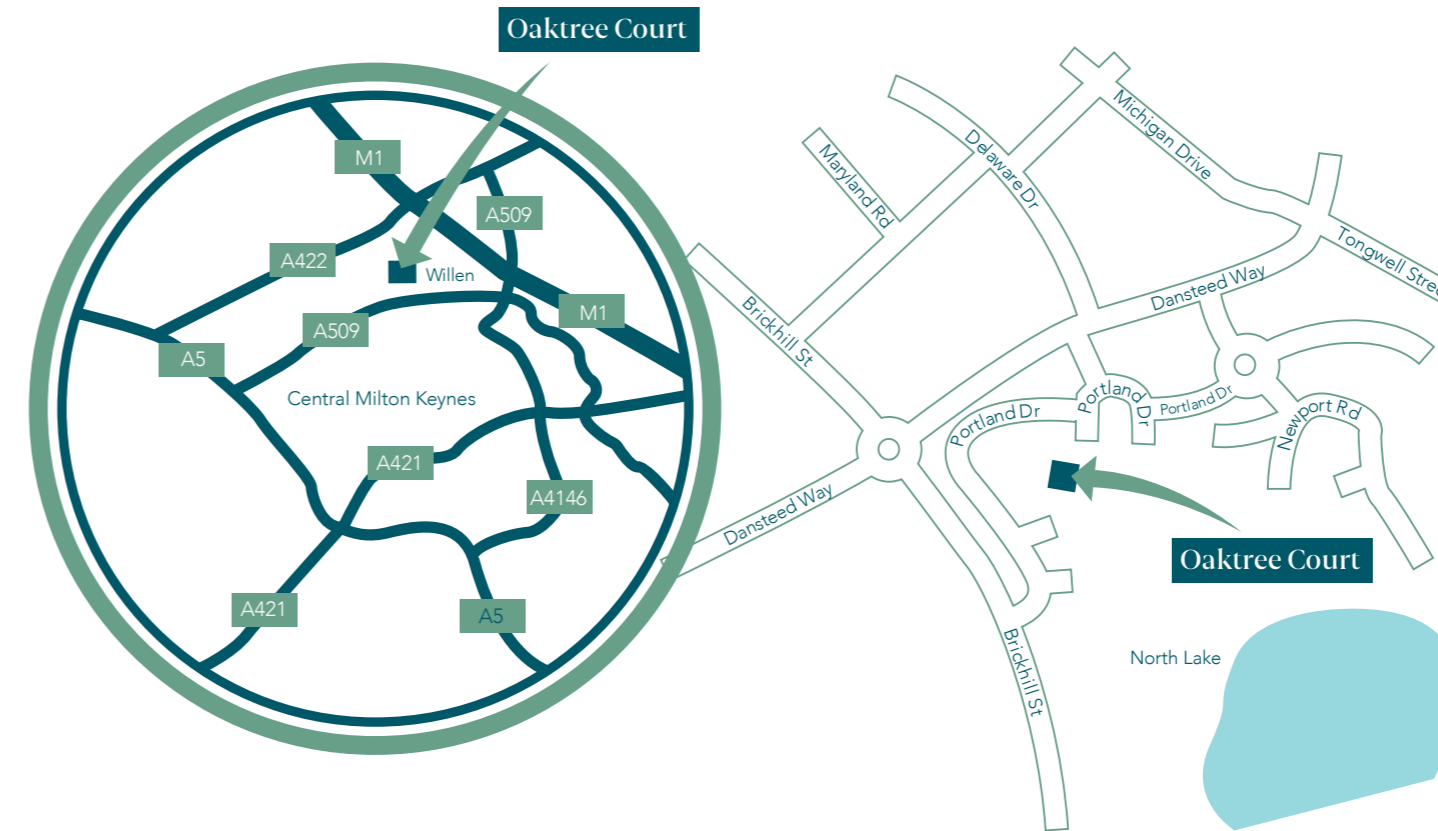 Oaktree Court
M1
A509
A422
Willen
M1
A509
A5
Central Milton Keynes
A421
A4146
A421
A5
Michigan Drive
Delaware Dr
Maryland Rd
Tongwell Stree
Dansteed Way
Brickhill St
Portland Dr
Portland Dr
Portland Dr
Newport Rd
Dansteed Way
Oaktree Court
Brickhill St
North Lake